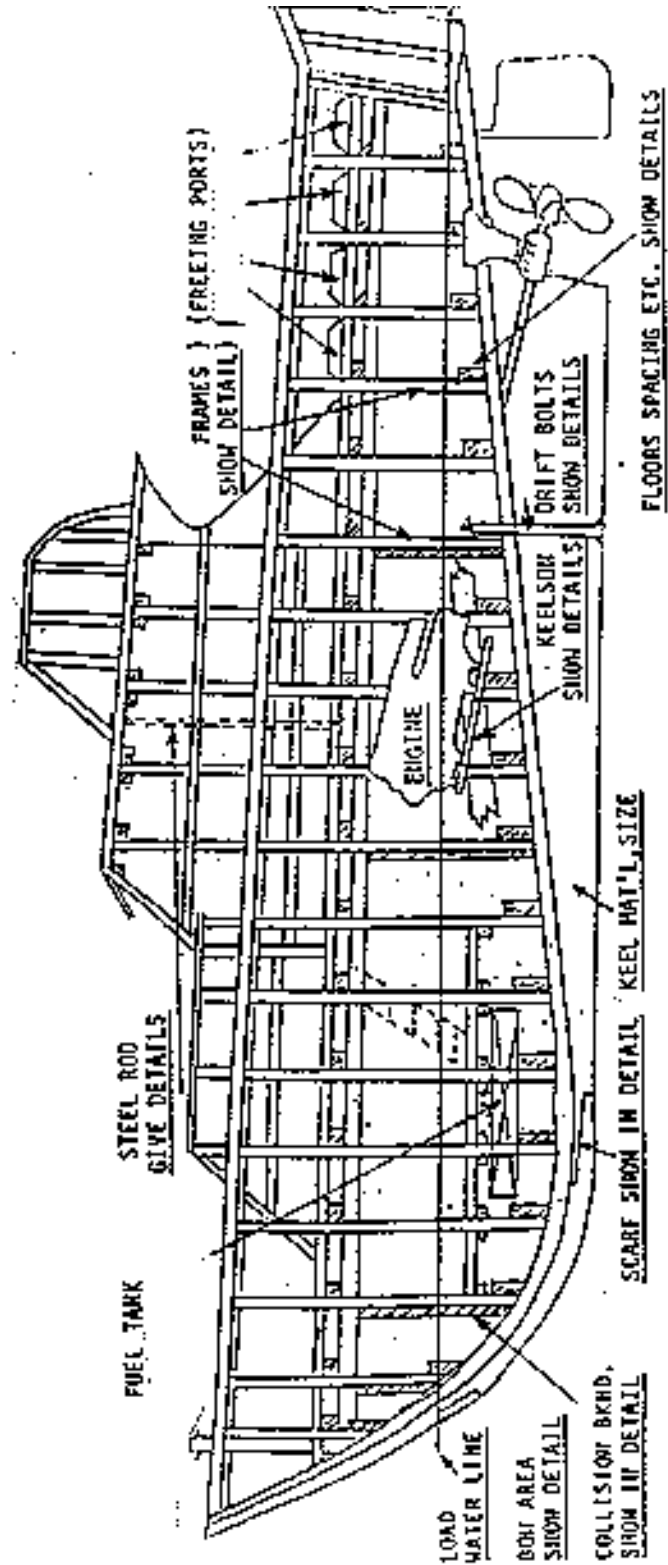 FUEL TANK
STEEL ROD
GIVE DETAILS
FRAMES } {FREEING PORTS}
SHOW DETAIL}
ENGINE
LOAD
WATER LINE
BOW AREA
SHOW DETAIL
COLLISION BKHD.
SHOW IN DETAIL
SCARF SHOW IN DETAIL
KEEL MAT'L, SIZE
KEELSON
SHOW DETAILS
DRIFT BOLTS
SHOW DETAILS
FLOORS SPACING ETC. SHOW DETAILS